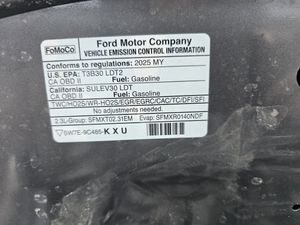 FoMoCo
Ford Motor Company
VEHICLE EMISSION CONTROL INFORMATION
Conforms to regulations: 2025 MY
U.S. EPA: T3B30 LDT2
CA OBD II Fuel: Gasoline
California: SULEV30 LDT
CA OBD II Fuel: Gasoline
TWC/HO2S/WR-HO2S/EGR/EGRC/CAC/TC/DFI/SFI
No adjustments needed.
2.3L-Group: SFMXT02.31EM Evap: SFMXR0140NDF
SW7E-9C485-KXU